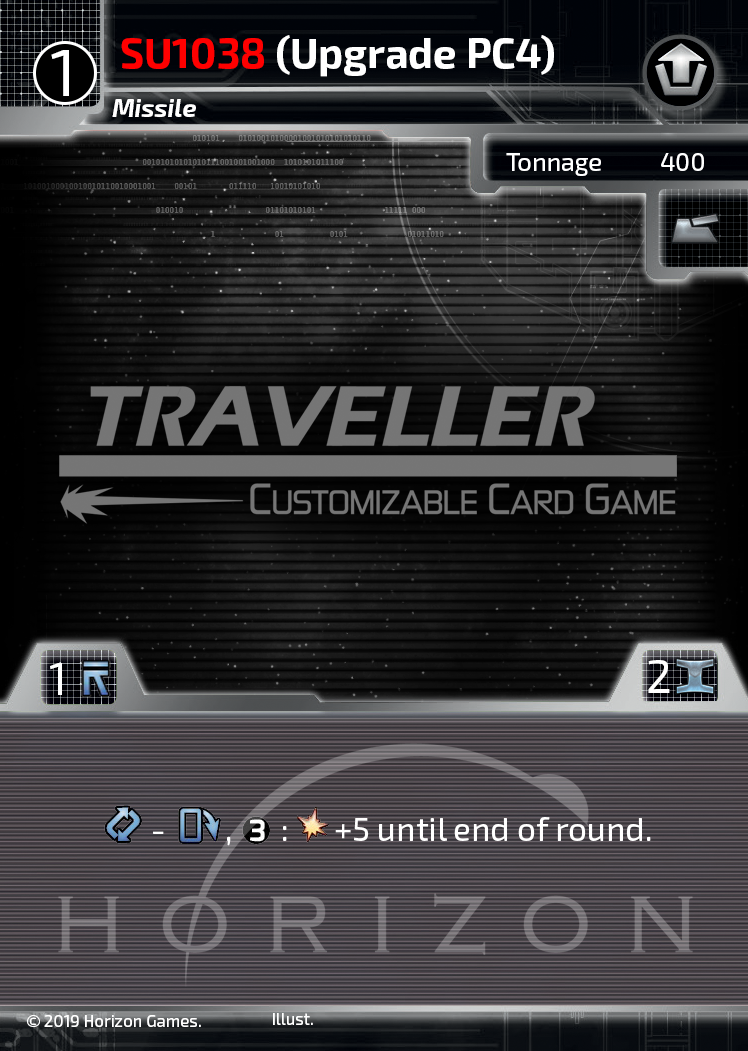 1
SU1038 (Upgrade PC4)
Missile
Tonnage 400
TRAVELLER
CUSTOMIZABLE CARD GAME
1
2
- , 3 : +5 until end of round.
HORIZON
© 2019 Horizon Games. Illust.